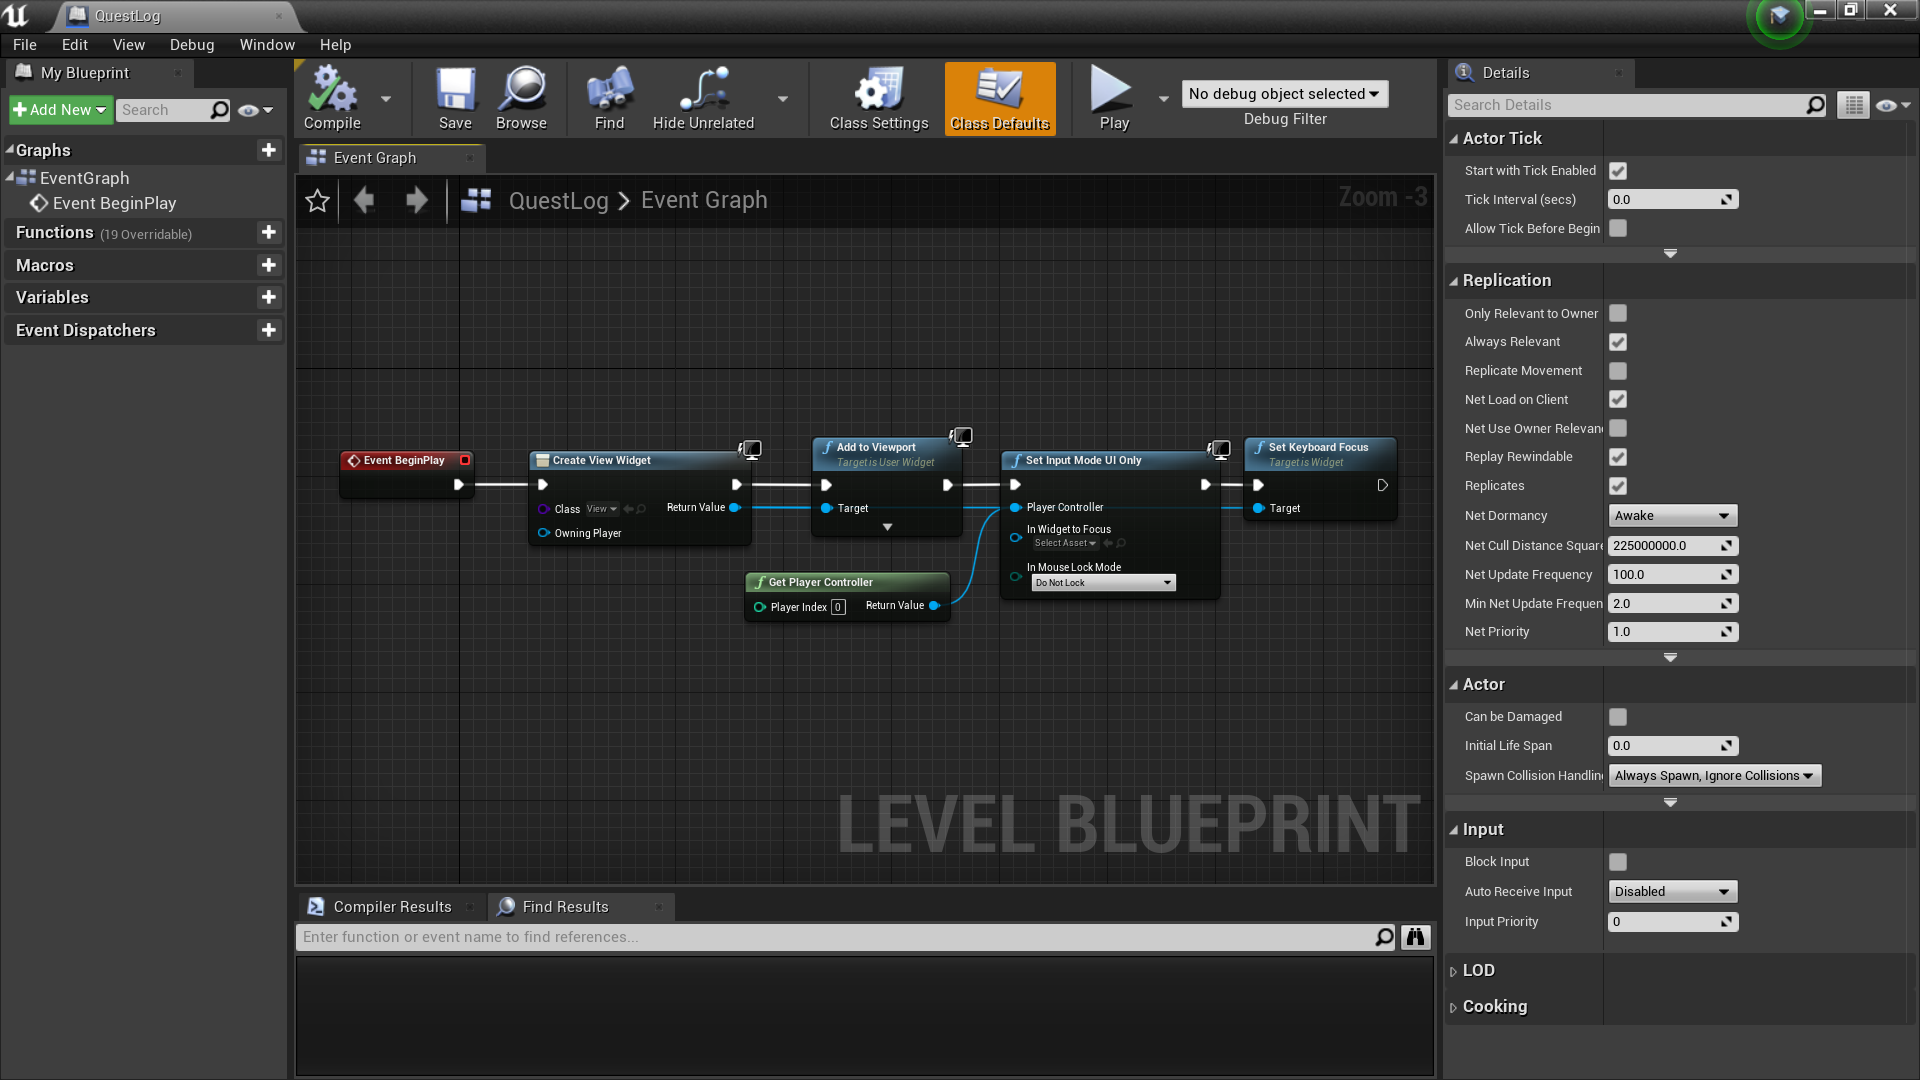 QuestLog
File Edit View Debug Window Help
My Blueprint
Add New
Search
Graphs
EventGraph
Event BeginPlay
Functions (19 Overridable)
Macros
Variables
Event Dispatchers
Compile
Save
Browse
Find
Hide Unrelated
Class Settings
Class Defaults
Play
No debug object selected
Debug Filter
Event Graph
QuestLog > Event Graph
Zoom -3
Event BeginPlay
Create View Widget
Class View
Return Value
Owning Player
Add to Viewport
Target is User Widget
Target
Get Player Controller
Player Index 0
Return Value
Set Input Mode UI Only
Player Controller
In Widget to Focus
Select Asset
In Mouse Lock Mode
Do Not Lock
Set Keyboard Focus
Target is Widget
Target
LEVEL BLUEPRINT
Compiler Results
Find Results
Enter function or event name to find references...
Details
Search Details
Actor Tick
Start with Tick Enabled
Tick Interval (secs) 0.0
Allow Tick Before Begin
Replication
Only Relevant to Owner
Always Relevant
Replicate Movement
Net Load on Client
Net Use Owner Relevan
Replay Rewindable
Replicates
Net Dormancy Awake
Net Cull Distance Square 225000000.0
Net Update Frequency 100.0
Min Net Update Frequen 2.0
Net Priority 1.0
Actor
Can be Damaged
Initial Life Span 0.0
Spawn Collision Handling Always Spawn, Ignore Collisions
Input
Block Input
Auto Receive Input Disabled
Input Priority 0
LOD
Cooking